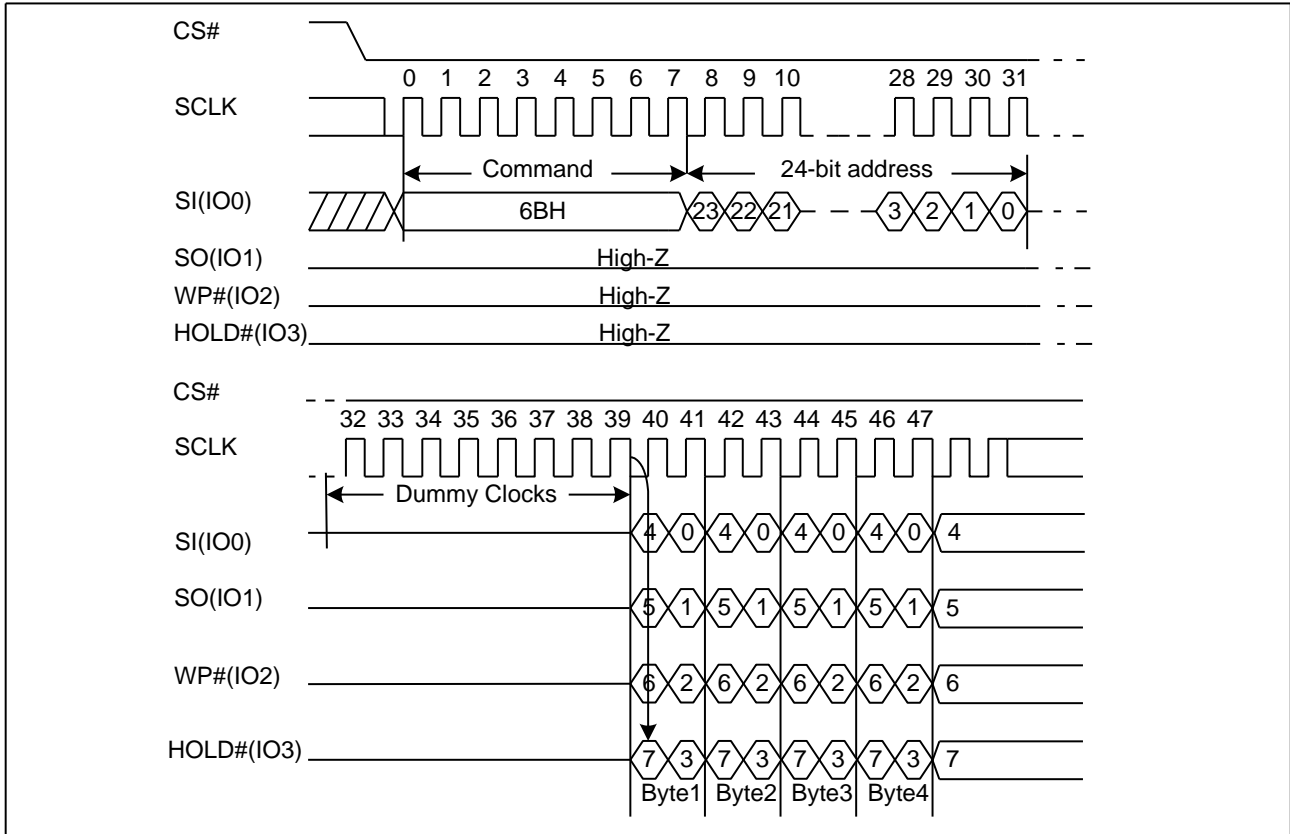 CS#
0 1 2 3 4 5 6 7 8 9 10 28 29 30 31
SCLK
Command 24-bit address
SI(IO0) 6BH 23 22 21 3 2 1 0
SO(IO1) High-Z
WP#(IO2) High-Z
HOLD#(IO3) High-Z
CS#
32 33 34 35 36 37 38 39 40 41 42 43 44 45 46 47
SCLK
Dummy Clocks
SI(IO0) 4 0 4 0 4 0 4 0 4
SO(IO1) 5 1 5 1 5 1 5 1 5
WP#(IO2) 6 2 6 2 6 2 6 2 6
HOLD#(IO3) 7 3 7 3 7 3 7 3 7
Byte1 Byte2 Byte3 Byte4